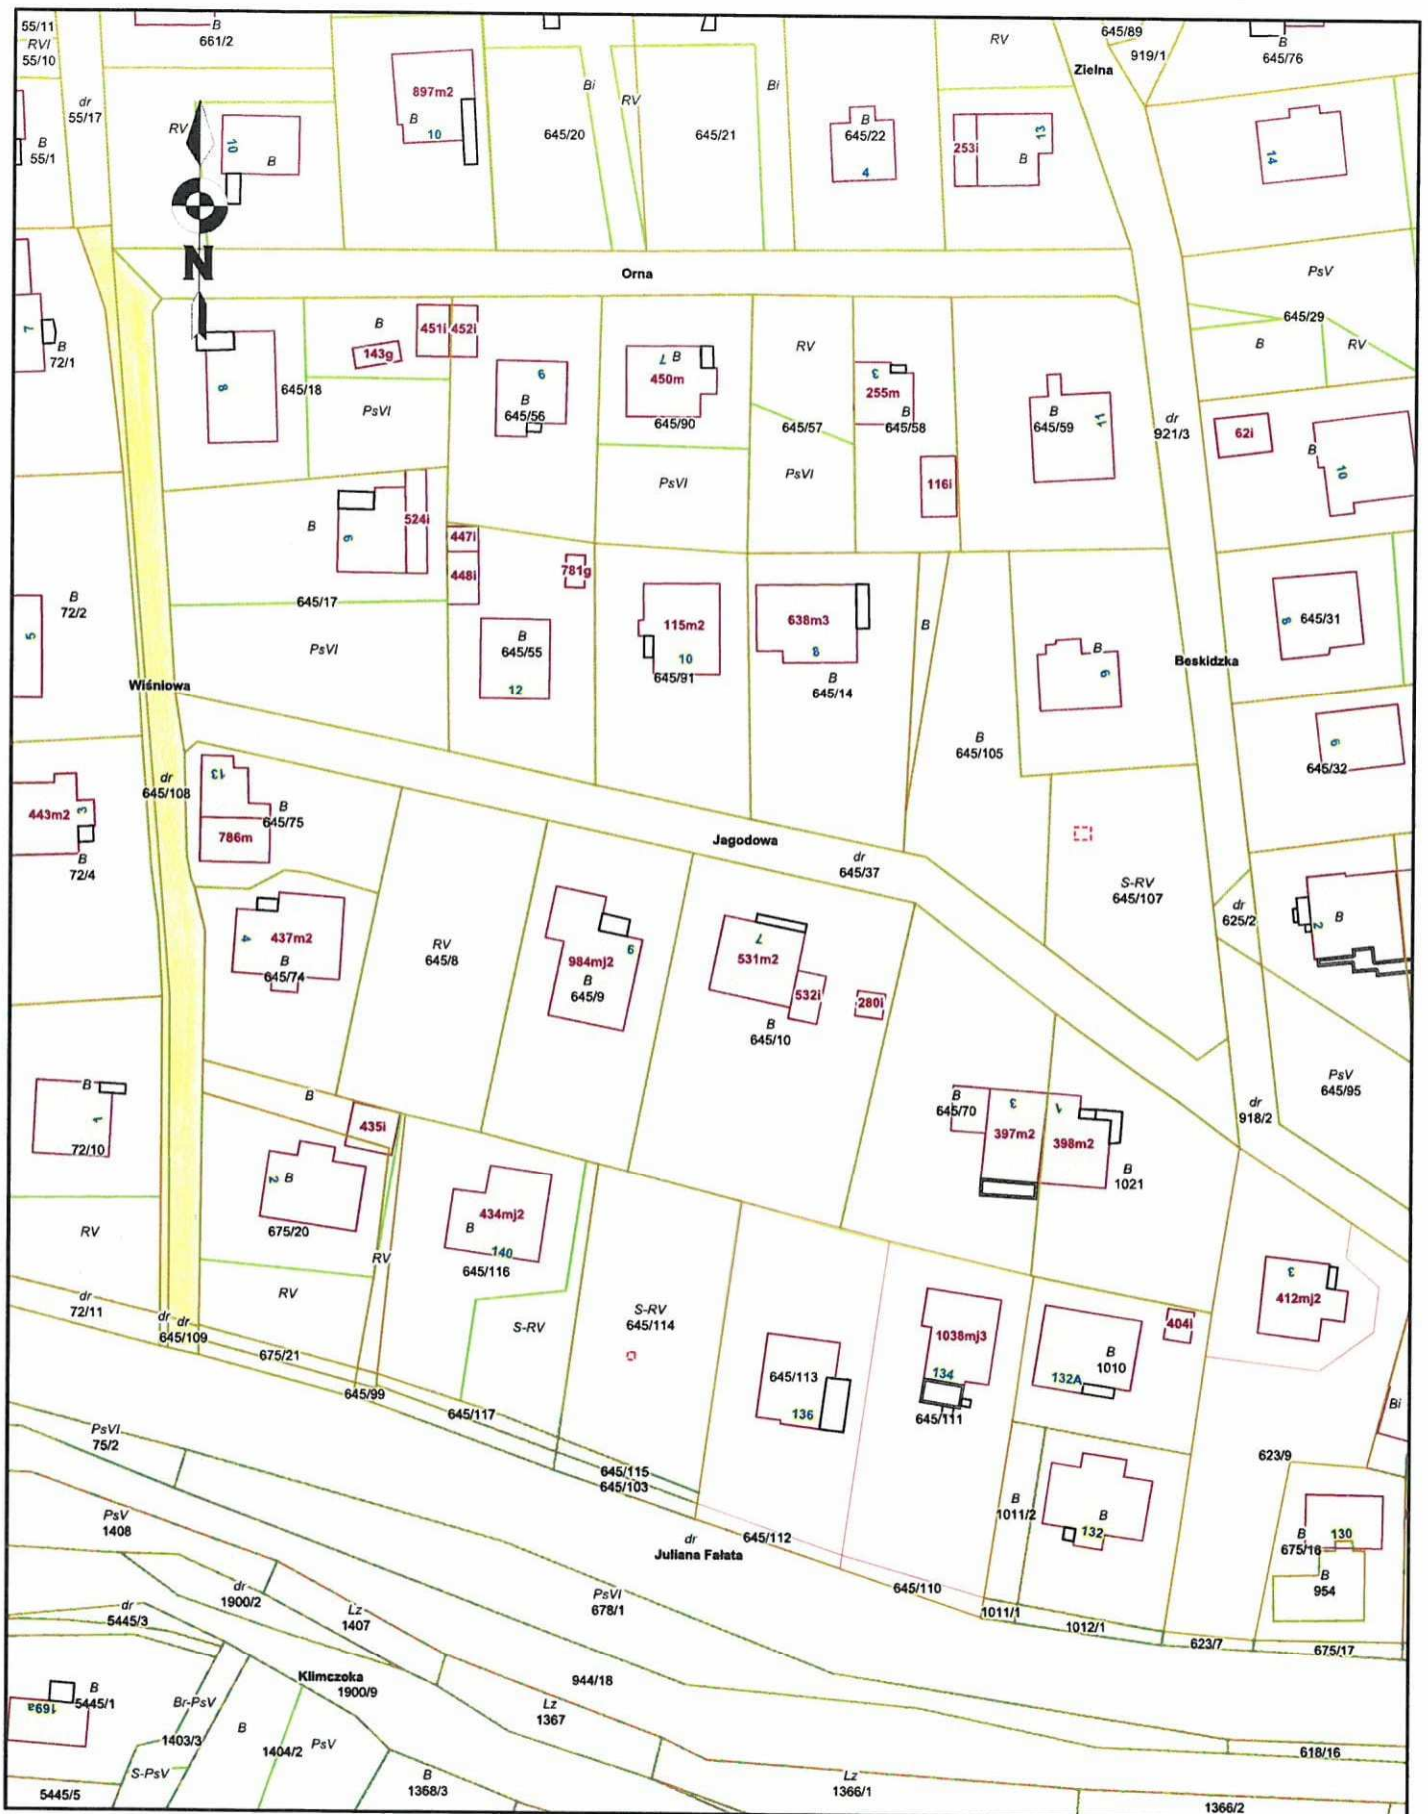 55/11
RVI
55/10
B
661/2
dr
55/17
B
55/1
RV
10
B
897m2
B
10
645/20
Bi
RV
645/21
Bi
B
645/22
4
RV
253i
13
B
Zielna
645/89
919/1
B
645/76
14
N
Orna
PsV
645/29
B
RV
7
B
72/1
8
645/18
B
143g
451i
452i
PsVI
9
B
645/56
7
B
450m
645/90
PsVI
RV
645/57
PsVI
3
255m
B
645/58
116i
B
645/59
11
dr
921/3
62i
B
10
B
6
524i
447i
448i
781g
645/17
PsVI
B
72/2
5
B
645/55
12
115m2
10
645/91
638m3
8
B
645/14
B
B
645/105
B
9
Beskidzka
8
645/31
9
645/32
Wiśniowa
dr
645/108
443m2
3
B
72/4
13
B
645/75
786m
Jagodowa
dr
645/37
S-RV
645/107
dr
625/2
2
B
4
437m2
B
645/74
RV
645/8
9
984mj2
B
645/9
7
531m2
532i
280i
B
645/10
B
1
72/10
B
435i
2
B
675/20
RV
RV
RV
434mj2
B
140
645/116
S-RV
S-RV
645/114
B
645/70
3
397m2
1
398m2
B
1021
dr
918/2
PsV
645/95
dr
72/11
dr
dr
645/109
675/21
645/99
645/117
645/113
136
1038mj3
134
645/111
B
1010
132A
404i
3
412mj2
Bi
623/9
PsVI
75/2
645/115
645/103
645/112
dr
Juliana Fałata
B
1011/2
B
132
B
675/16
130
B
954
PsV
1408
dr
1900/2
Lz
1407
PsVI
678/1
645/110
1011/1
1012/1
623/7
675/17
dr
5445/3
Klimczoka
1900/9
944/18
Lz
1367
B
5445/1
169a
Br-PsV
1403/3
B
1404/2
PsV
S-PsV
5445/5
B
1368/3
Lz
1366/1
618/16
1366/2